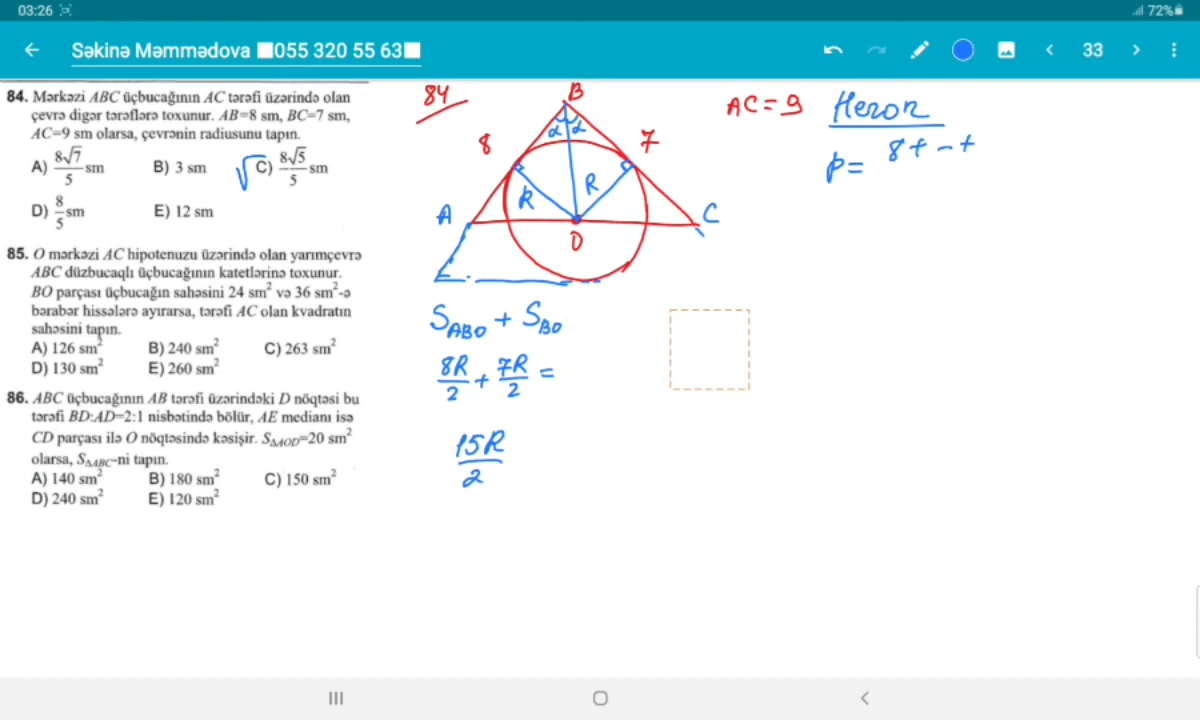 03:26
72%
Səkinə Məmmədova 055 320 55 63
33
84. Mərkəzi ABC üçbucağının AC tərəfi üzərində olan
çevrə digər tərəflərə toxunur. AB=8 sm, BC=7 sm,
AC=9 sm olarsa, çevrənin radiusunu tapın.
A) 8√7/5 sm B) 3 sm C) 8√5/5 sm
D) 8/5 sm E) 12 sm
85. O mərkəzi AC hipotenuzu üzərində olan yarımçevrə
ABC düzbucaqlı üçbucağının katetlərinə toxunur.
BO parçası üçbucağın sahəsini 24 sm² və 36 sm²-ə
bərabər hissələrə ayırarsa, tərəfi AC olan kvadratın
sahəsini tapın.
A) 126 sm² B) 240 sm² C) 263 sm²
D) 130 sm² E) 260 sm²
86. ABC üçbucağının AB tərəfi üzərindəki D nöqtəsi bu
tərəfi BD:AD=2:1 nisbətində bölür, AE medianı isə
CD parçası ilə O nöqtəsində kəsişir. S△AOD=20 sm²
olarsa, S△ABC-ni tapın.
A) 140 sm² B) 180 sm² C) 150 sm²
D) 240 sm² E) 120 sm²
84
B
α α
8
7
R
R
A
C
O
AC=9
Heron
p= 8+ - +
S ABO + S BO
8R/2 + 7R/2 =
15R/2